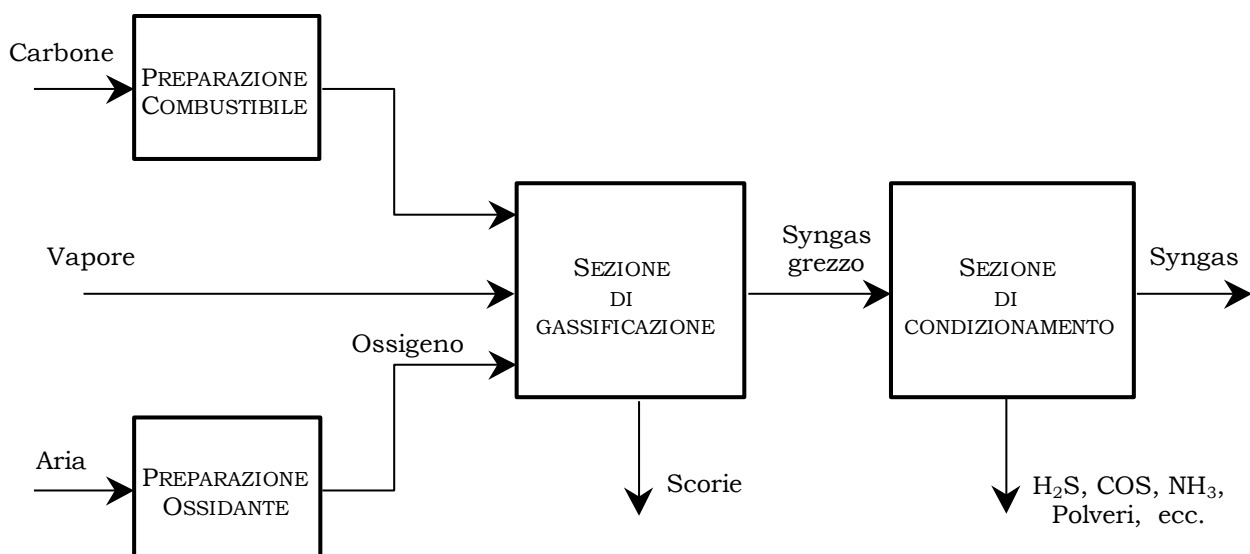 Carbone
PREPARAZIONE
COMBUSTIBILE
Vapore
Ossigeno
Aria
PREPARAZIONE
OSSIDANTE
SEZIONE
DI
GASSIFICAZIONE
Scorie
Syngas
grezzo
SEZIONE
DI
CONDIZIONAMENTO
Syngas
H₂S, COS, NH₃,
Polveri, ecc.